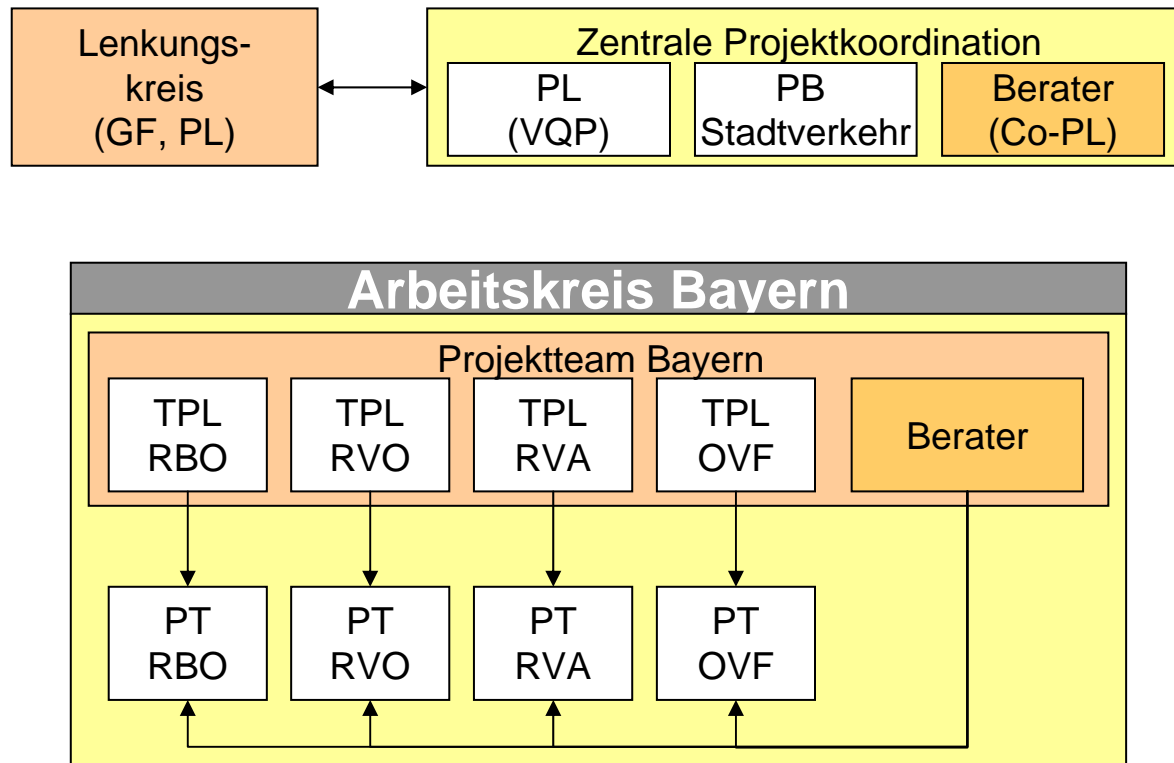 Lenkungs-
kreis
(GF, PL)
Zentrale Projektkoordination
PL
(VQP)
PB
Stadtverkehr
Berater
(Co-PL)
Arbeitskreis Bayern
Projektteam Bayern
TPL
RBO
TPL
RVO
TPL
RVA
TPL
OVF
Berater
PT
RBO
PT
RVO
PT
RVA
PT
OVF